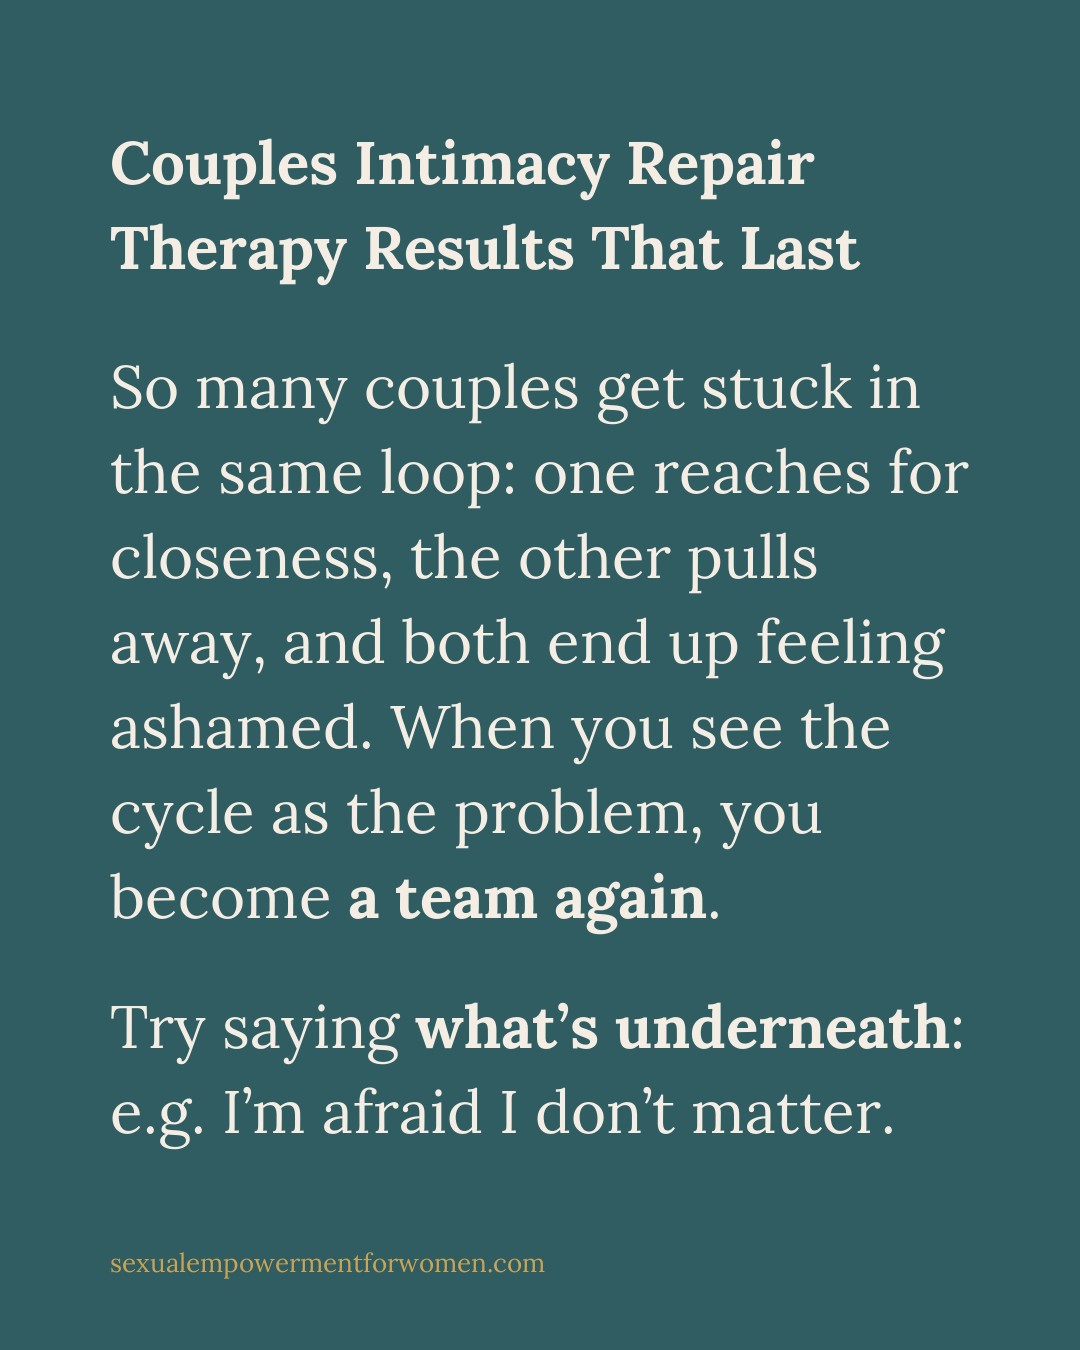 Couples Intimacy Repair
Therapy Results That Last
So many couples get stuck in
the same loop: one reaches for
closeness, the other pulls
away, and both end up feeling
ashamed. When you see the
cycle as the problem, you
become a team again.
Try saying what’s underneath:
e.g. I’m afraid I don’t matter.
sexualempowermentforwomen.com